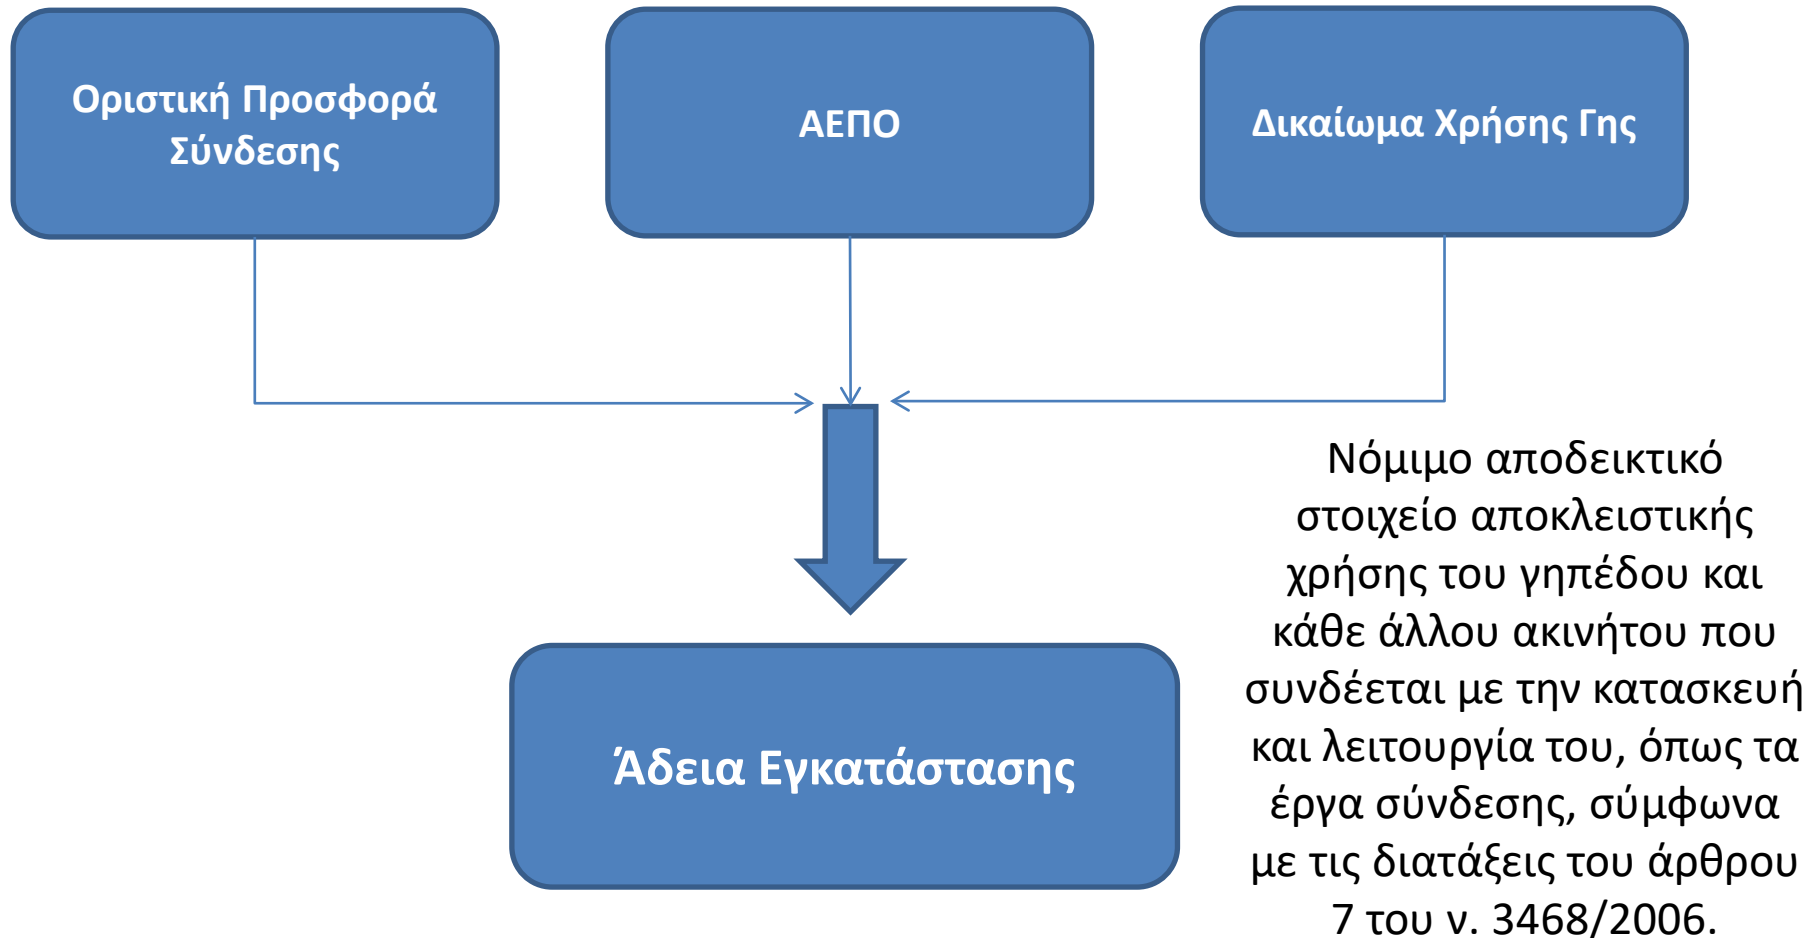 Οριστική Προσφορά
Σύνδεσης
ΑΕΠΟ
Δικαίωμα Χρήσης Γης
Άδεια Εγκατάστασης
Νόμιμο αποδεικτικό
στοιχείο αποκλειστικής
χρήσης του γηπέδου και
κάθε άλλου ακινήτου που
συνδέεται με την κατασκευή
και λειτουργία του, όπως τα
έργα σύνδεσης, σύμφωνα
με τις διατάξεις του άρθρου
7 του ν. 3468/2006.